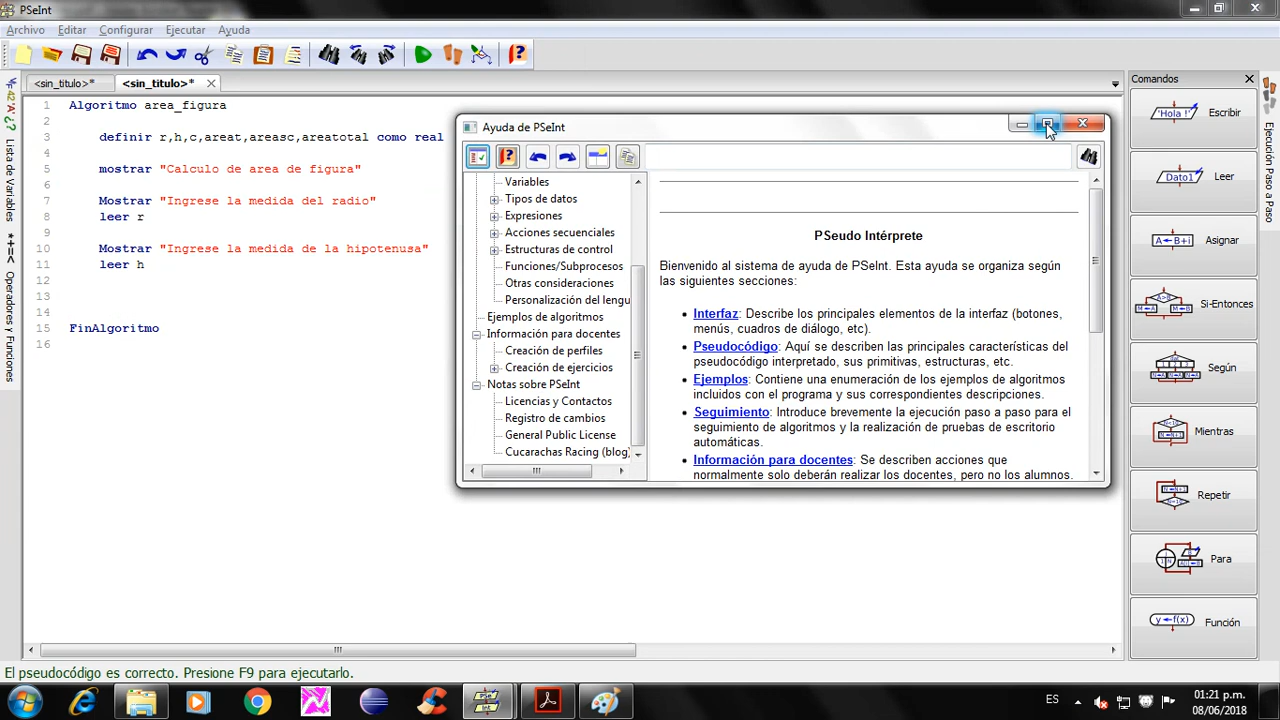 PSeInt
Archivo Editar Configurar Ejecutar Ayuda
<sin_titulo>* <sin_titulo>*
Comandos
Lista de Variables
Operadores y Funciones
Ejecución Paso a Paso
1 Algoritmo area_figura
2
3 definir r,h,c,areat,areasc,asretal como real
4
5 mostrar "Calculo de area de figura"
6
7 Mostrar "Ingrese la medida del radio"
8 leer r
9
10 Mostrar "Ingrese la medida de la hipotenusa"
11 leer h
12
13
14
15 FinAlgoritmo
16
Ayuda de PSeInt
Variables
Tipos de datos
Expresiones
Acciones secuenciales
Estructuras de control
Funciones/Subprocesos
Otras consideraciones
Personalización del lengu
Ejemplos de algoritmos
Información para docentes
Creación de perfiles
Creación de ejercicios
Notas sobre PSeInt
Licencias y Contactos
Registro de cambios
General Public License
Cucarachas Racing (blog)
PSeudo Intérprete
Bienvenido al sistema de ayuda de PSeInt. Esta ayuda se organiza según
las siguientes secciones:
• Interfaz: Describe los principales elementos de la interfaz (botones,
menús, cuadros de diálogo, etc).
• Pseudocódigo: Aquí se describen las principales características del
pseudocódigo interpretado, sus primitivas, estructuras, etc.
• Ejemplos: Contiene una enumeración de los ejemplos de algoritmos
incluidos con el programa y sus correspondientes descripciones.
• Seguimiento: Introduce brevemente la ejecución paso a paso para el
seguimiento de algoritmos y la realización de pruebas de escritorio
automáticas.
• Información para docentes: Se describen acciones que
normalmente solo deberán realizar los docentes, pero no los alumnos.
'Hola !' Escribir
Dato1 Leer
A←B+i Asignar
Si-Entonces
Según
Mientras
Repetir
Para
y←f(x) Función
El pseudocódigo es correcto. Presione F9 para ejecutarlo.
ES
01:21 p.m.
08/06/2018